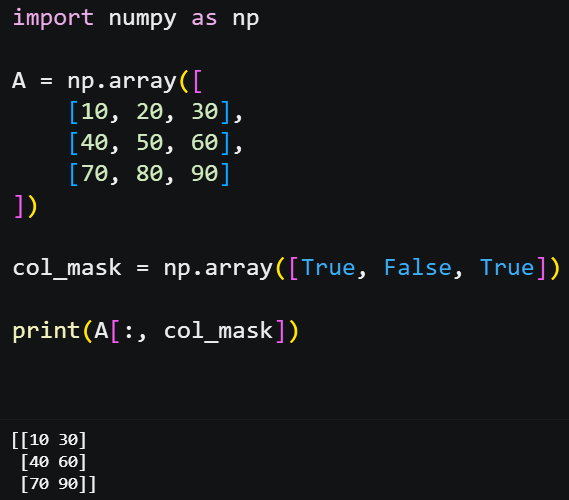 import numpy as np
A = np.array([
    [10, 20, 30],
    [40, 50, 60],
    [70, 80, 90]
])
col_mask = np.array([True, False, True])
print(A[:, col_mask])
[[10 30]
 [40 60]
 [70 90]]